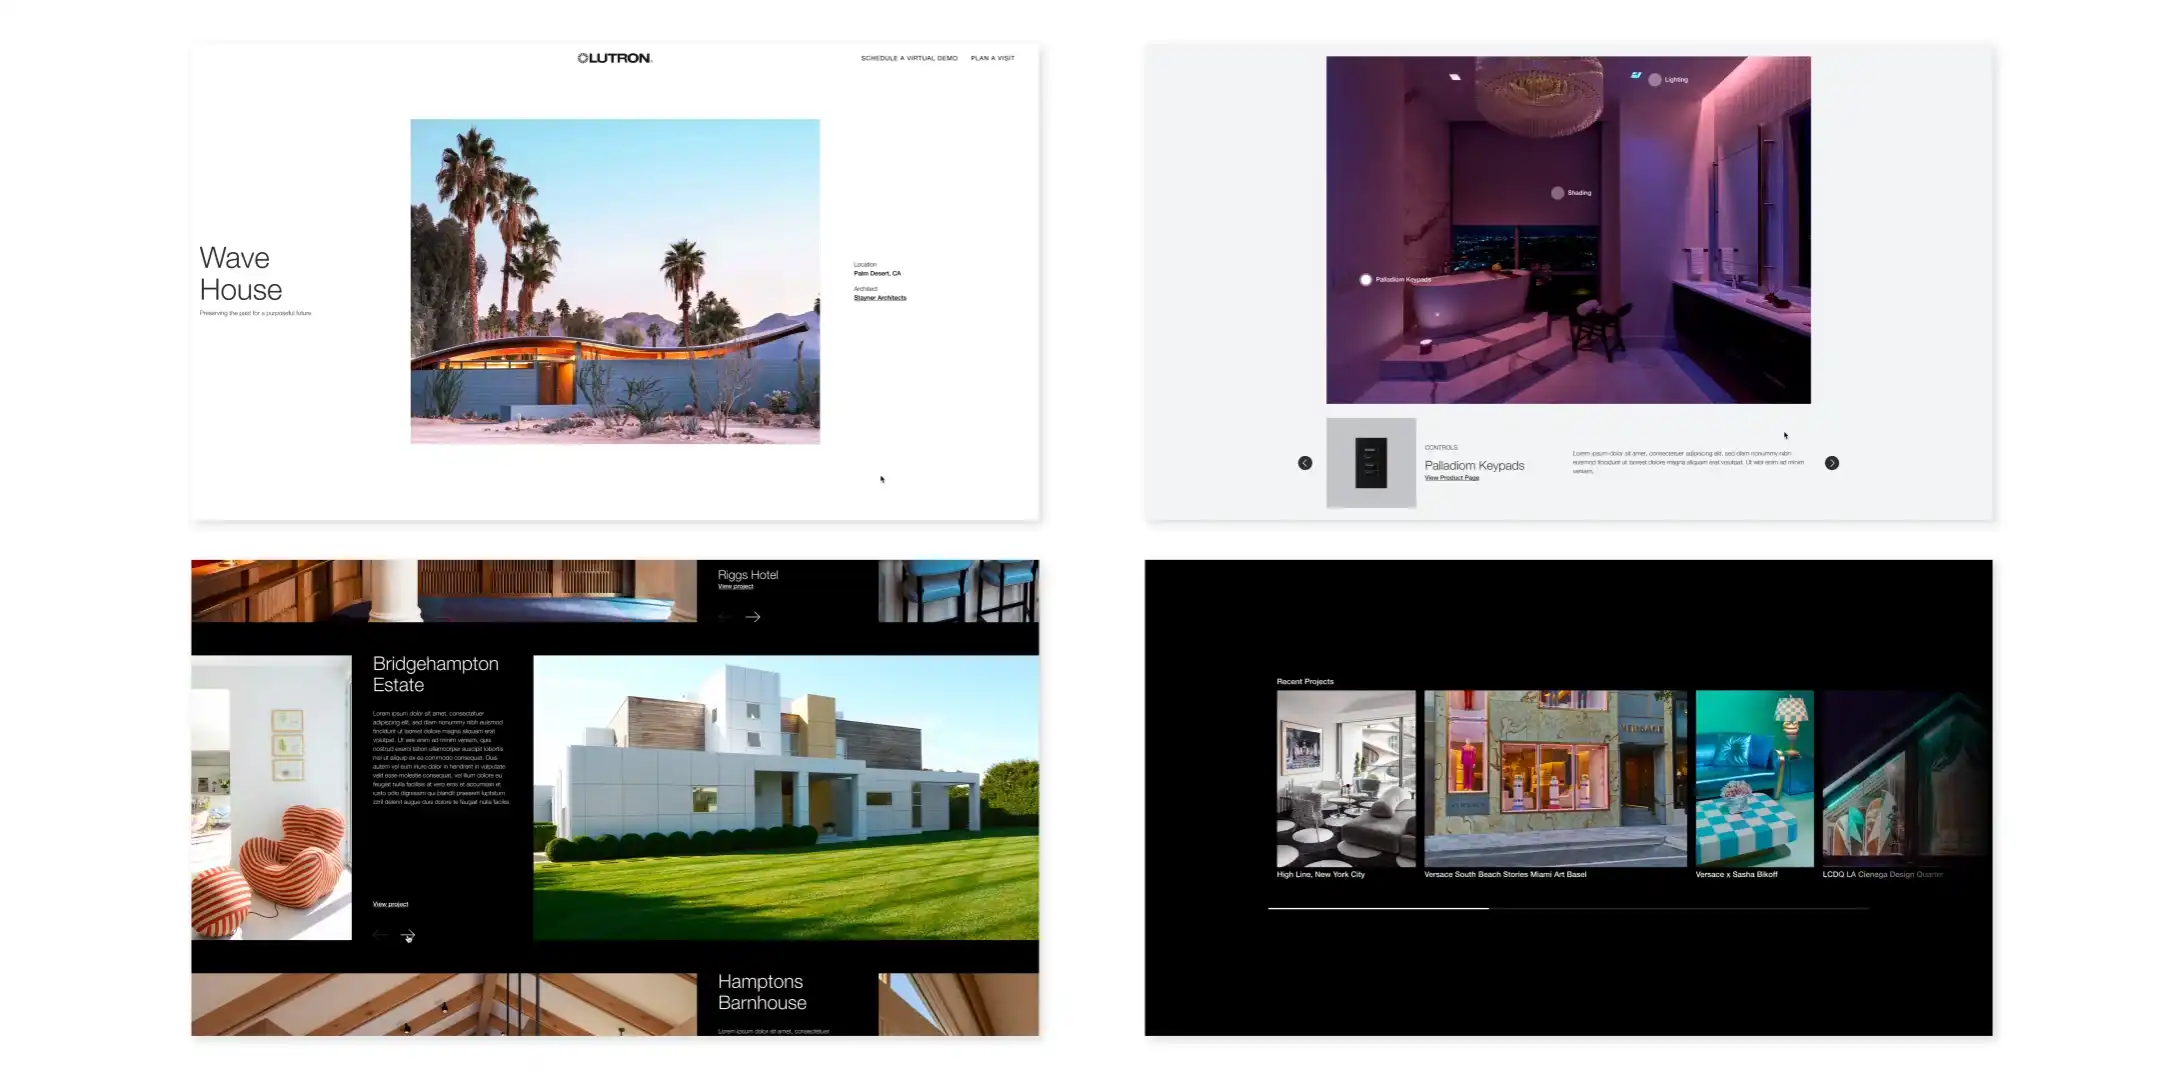 LUTRON
SCHEDULE A VIRTUAL DEMO
PLAN A VISIT
Wave
House
Preserving the past for a purposeful future
Location
Palm Desert, CA
Architect
Stayner Architects
Lighting
Shading
Palladiom Keypads
CONTROLS
Palladiom Keypads
View Product Page
Lorem ipsum dolor sit amet, consectetuer adipiscing elit, sed diam nonummy nibh
euismod tincidunt ut laoreet dolore magna aliquam erat volutpat. Ut wisi enim ad minim
veniam,
Riggs Hotel
View project
Bridgehampton
Estate
Lorem ipsum dolor sit amet, consectetuer
adipiscing elit, sed diam nonummy nibh euismod
tincidunt ut laoreet dolore magna aliquam erat
volutpat. Ut wisi enim ad minim veniam, quis
nostrud exerci tation ullamcorper suscipit lobortis
nisl ut aliquip ex ea commodo consequat. Duis
autem vel eum iriure dolor in hendrerit in vulputate
velit esse molestie consequat, vel illum dolore eu
feugiat nulla facilisis at vero eros et accumsan et
iusto odio dignissim qui blandit praesent luptatum
zzril delenit augue duis dolore te feugait nulla facilisi.
View project
Hamptons
Barnhouse
Lorem ipsum dolor sit amet, consectetuer
Recent Projects
VERSACE
High Line, New York City
Versace South Beach Stories Miami Art Basel
Versace x Sasha Bikoff
LCDQ LA Cienega Design Quarter